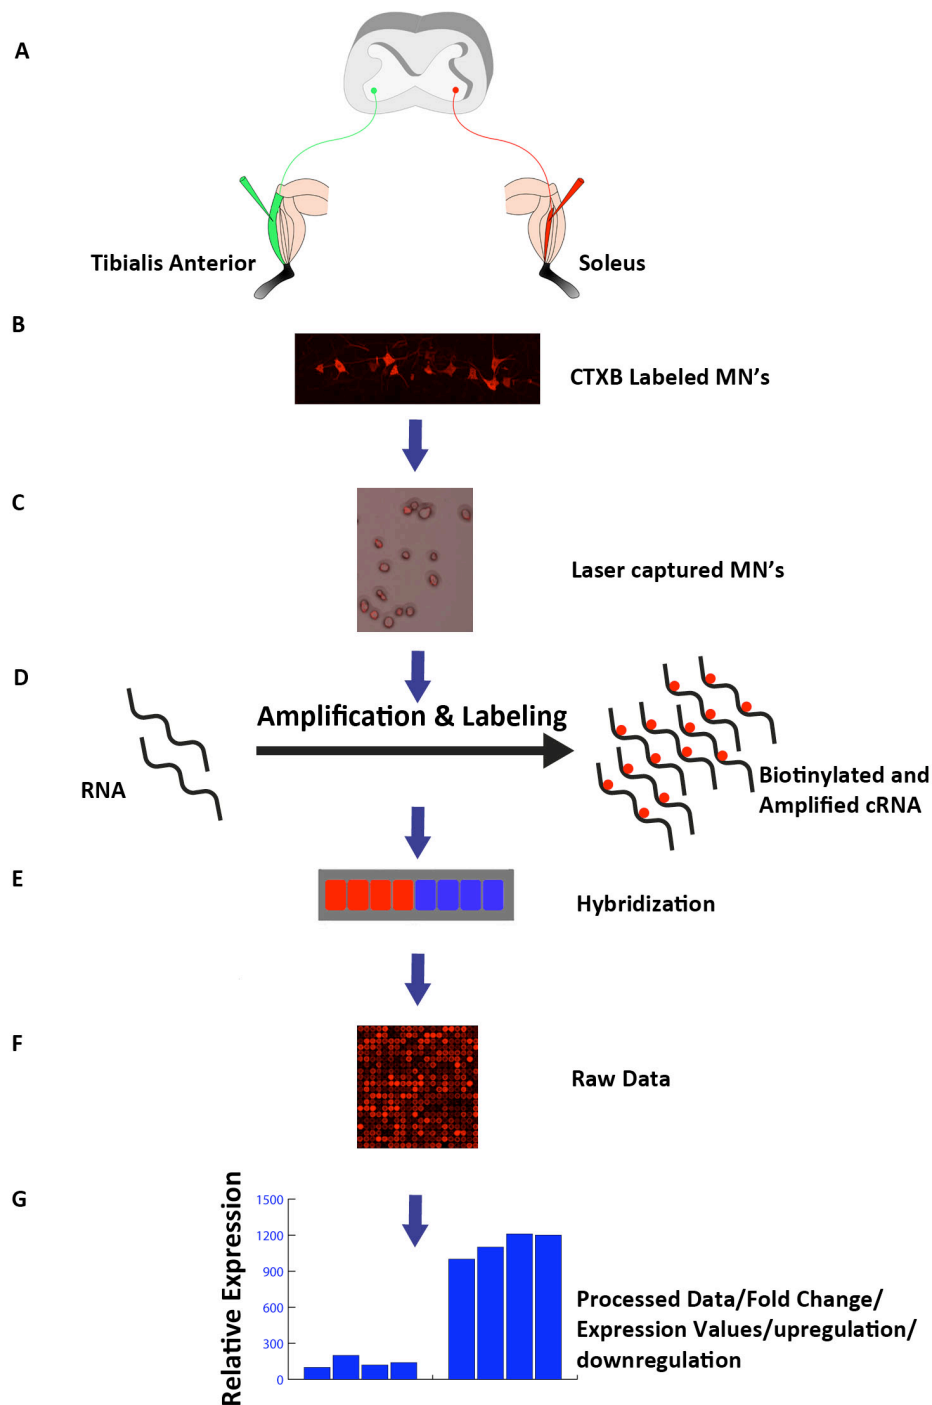 A
Tibialis Anterior
Soleus
B
CTXB Labeled MN's
C
Laser captured MN's
D
Amplification & Labeling
RNA
Biotinylated and
Amplified cRNA
E
Hybridization
F
Raw Data
G
Relative Expression
1500
1200
900
600
300
0
Processed Data/Fold Change/
Expression Values/upregulation/
downregulation